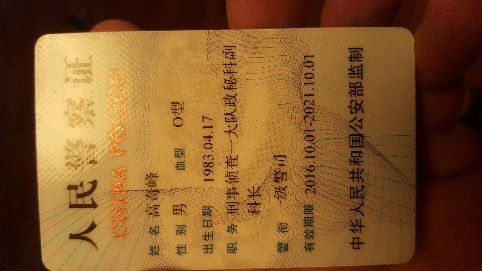 人民警察证
CHINA POLICE
姓名 高奇峰
性别 男 血型 O型
出生日期 1983.04.17
职务 刑事侦查一大队政秘科副
科长
警衔 一级警司
有效期限 2016.10.01-2021.10.01
中华人民共和国公安部监制